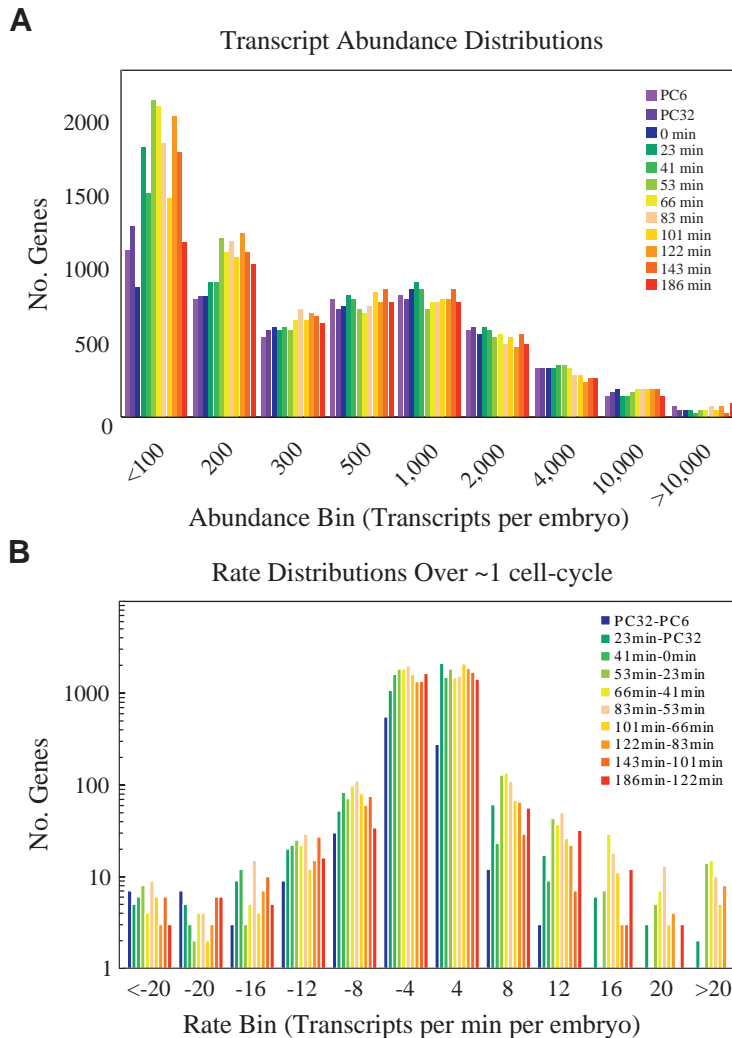 A
Transcript Abundance Distributions
No. Genes
2000
1500
1000
500
0
PC6
PC32
0 min
23 min
41 min
53 min
66 min
83 min
101 min
122 min
143 min
186 min
<100
200
300
500
1,000
2,000
4,000
10,000
>10,000
Abundance Bin (Transcripts per embryo)
B
Rate Distributions Over ~1 cell-cycle
No. Genes
1000
100
10
1
PC32-PC6
23min-PC32
41min-0min
53min-23min
66min-41min
83min-53min
101min-66min
122min-83min
143min-101min
186min-122min
<-20
-20
-16
-12
-8
-4
4
8
12
16
20
>20
Rate Bin (Transcripts per min per embryo)